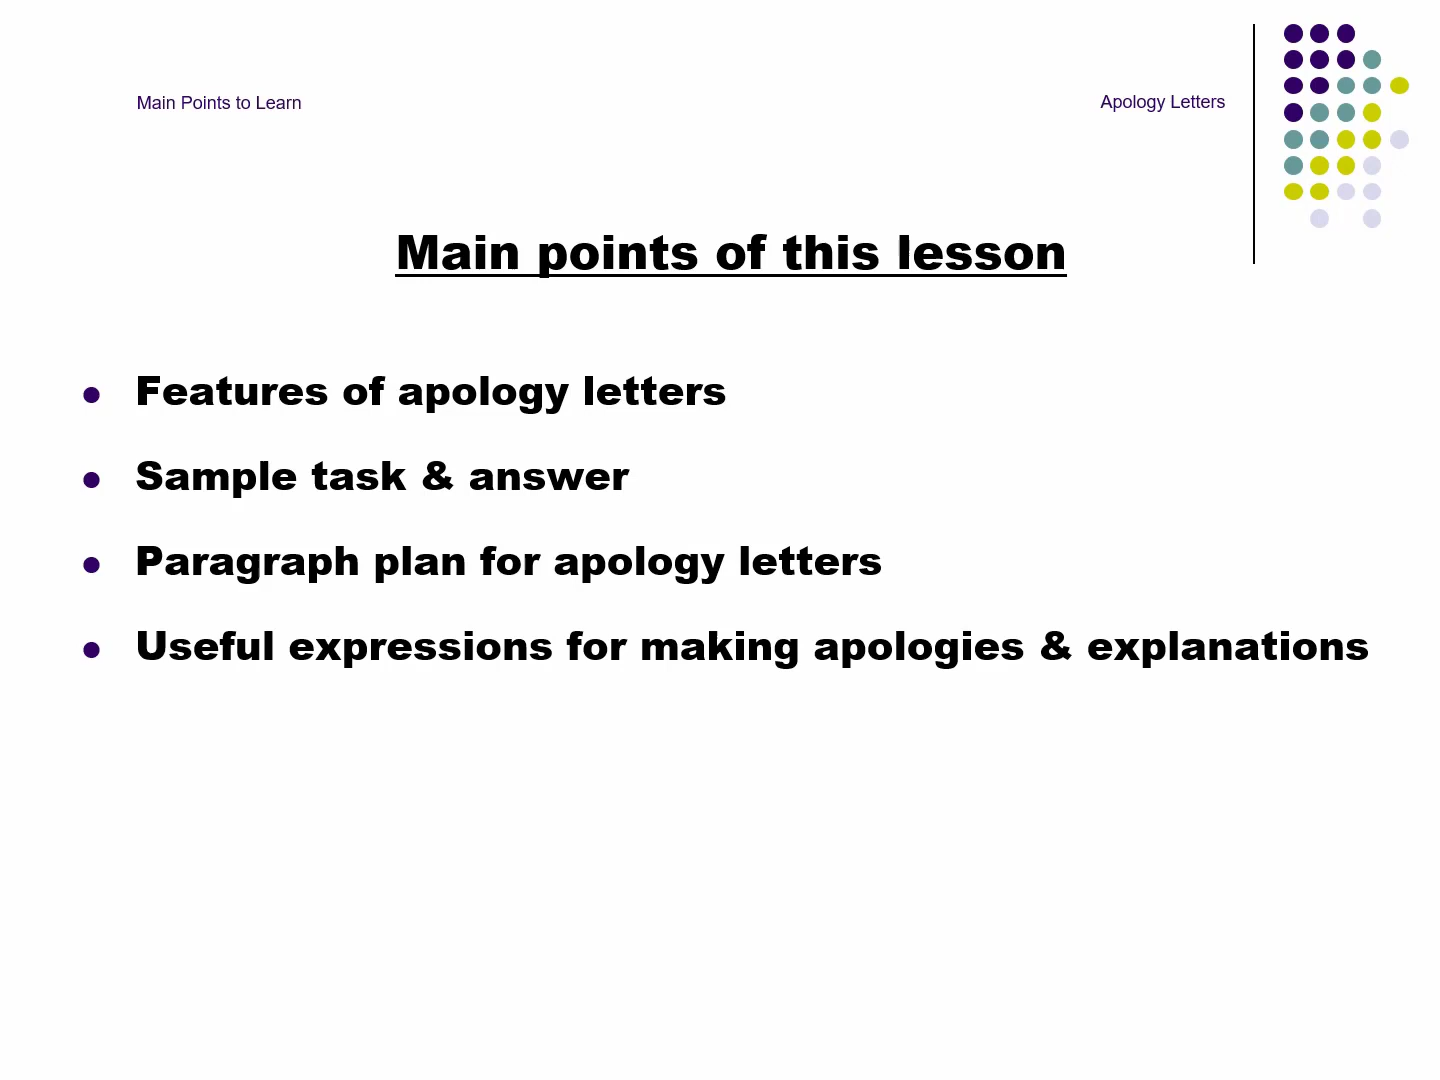 Main Points to Learn
Apology Letters
Main points of this lesson
Features of apology letters
Sample task & answer
Paragraph plan for apology letters
Useful expressions for making apologies & explanations